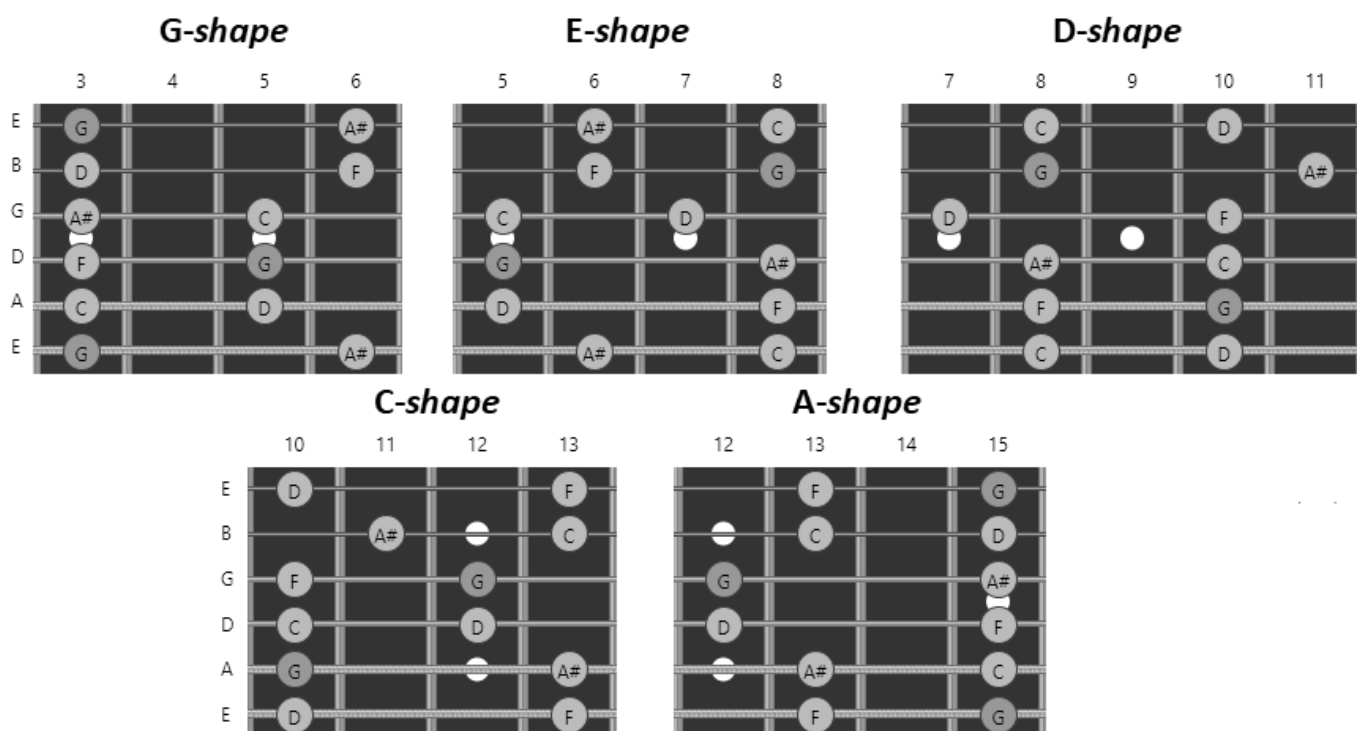 G-shape E-shape D-shape
3 4 5 6 5 6 7 8 7 8 9 10 11
E G A# A# C C D
B D F F G G A#
G A# C C D D F
D F G G A# A# C
A C D D F F G
E G A# A# C C D
C-shape A-shape
10 11 12 13 12 13 14 15
E D F F G
B A# C C D
G F G G A#
D C D D F
A G A# A# C
E D F F G